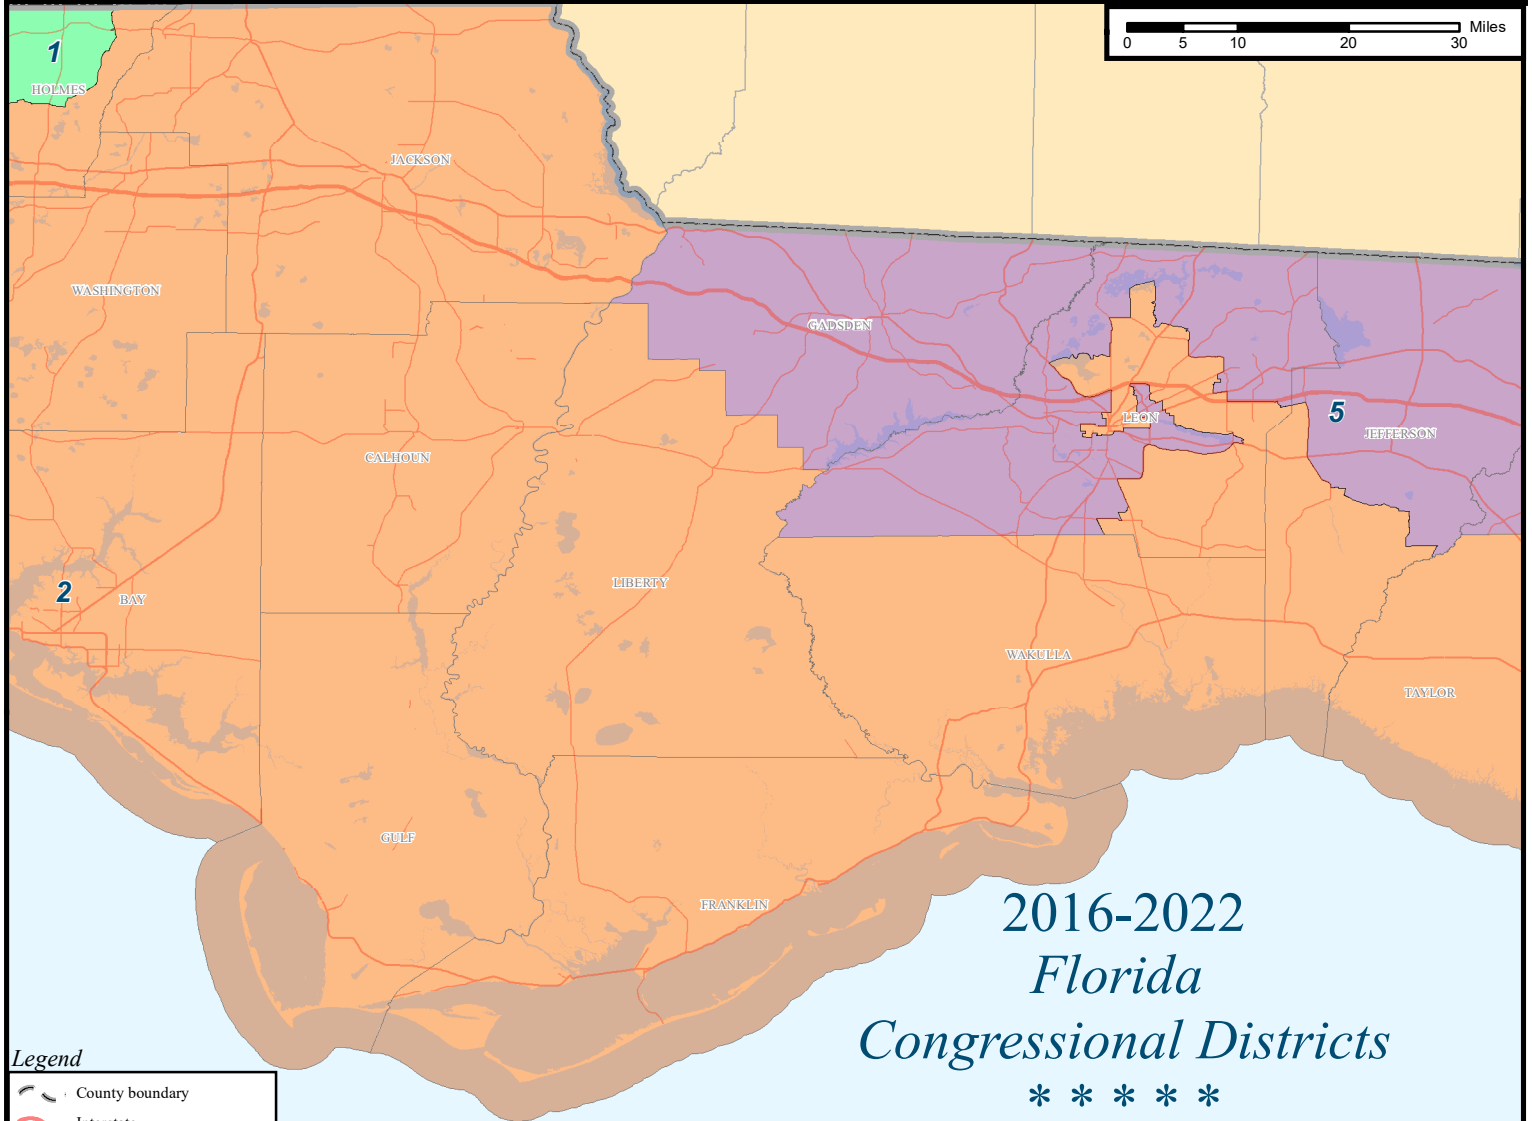 Miles
0 5 10 20 30
1
HOLMES
JACKSON
WASHINGTON
GADSDEN
5
LEON
JEFFERSON
CALHOUN
2
BAY
LIBERTY
WAKULLA
TAYLOR
GULF
FRANKLIN
2016-2022
Florida
Congressional Districts
* * * * *
Legend
County boundary